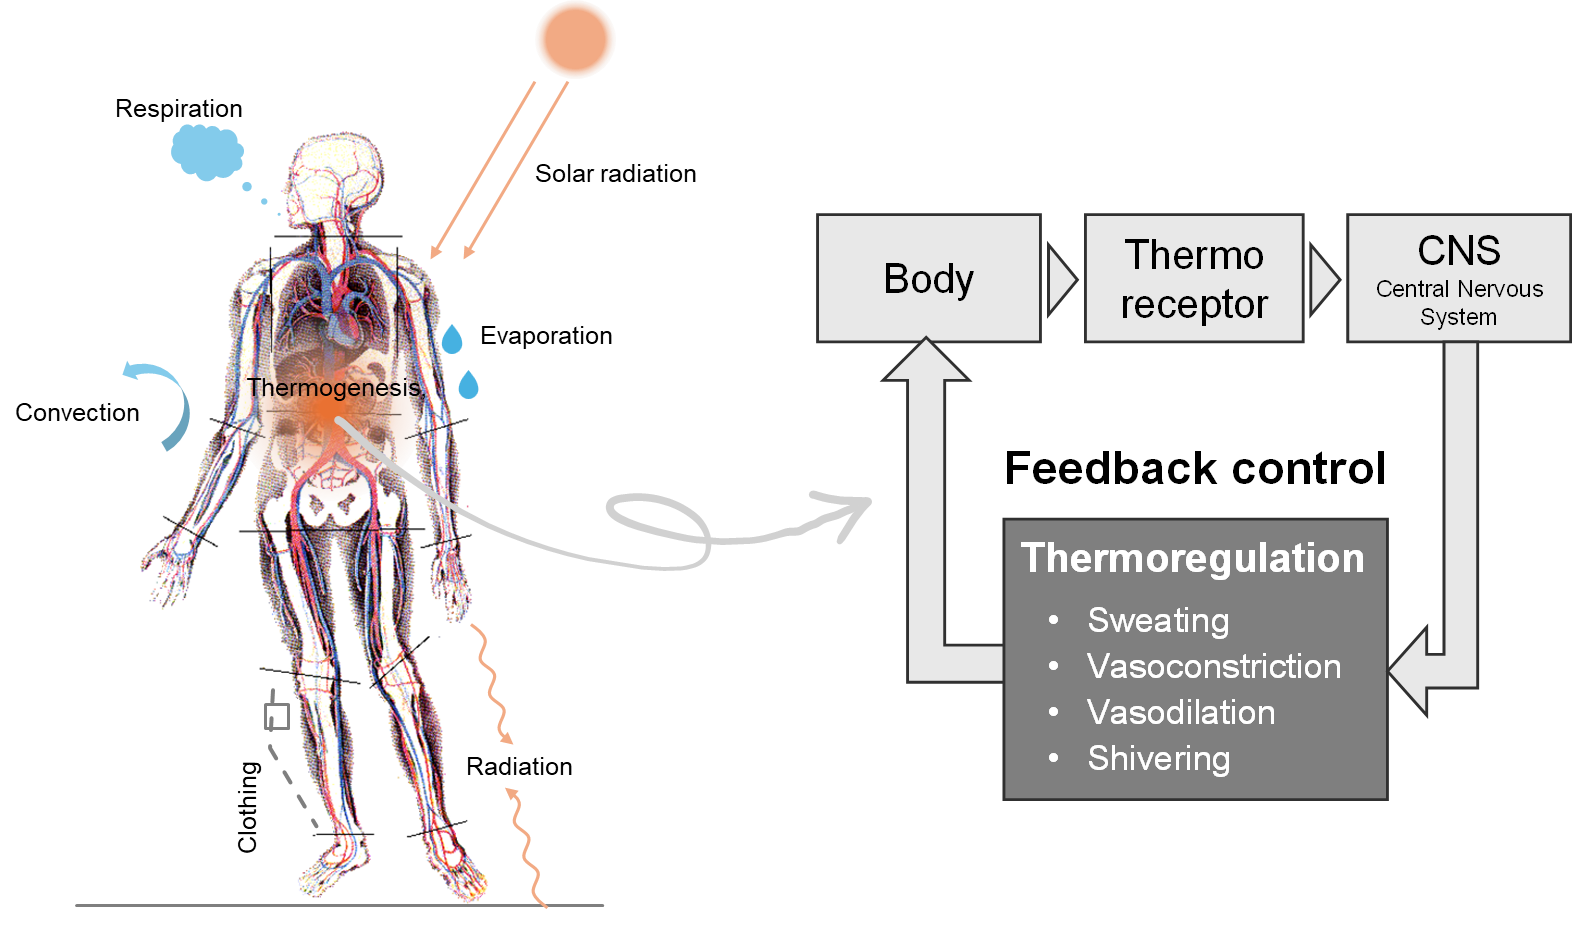 Respiration
Solar radiation
Evaporation
Thermogenesis
Convection
Radiation
Clothing
Body
Thermo
receptor
CNS
Central Nervous
System
Feedback control
Thermoregulation
• Sweating
• Vasoconstriction
• Vasodilation
• Shivering